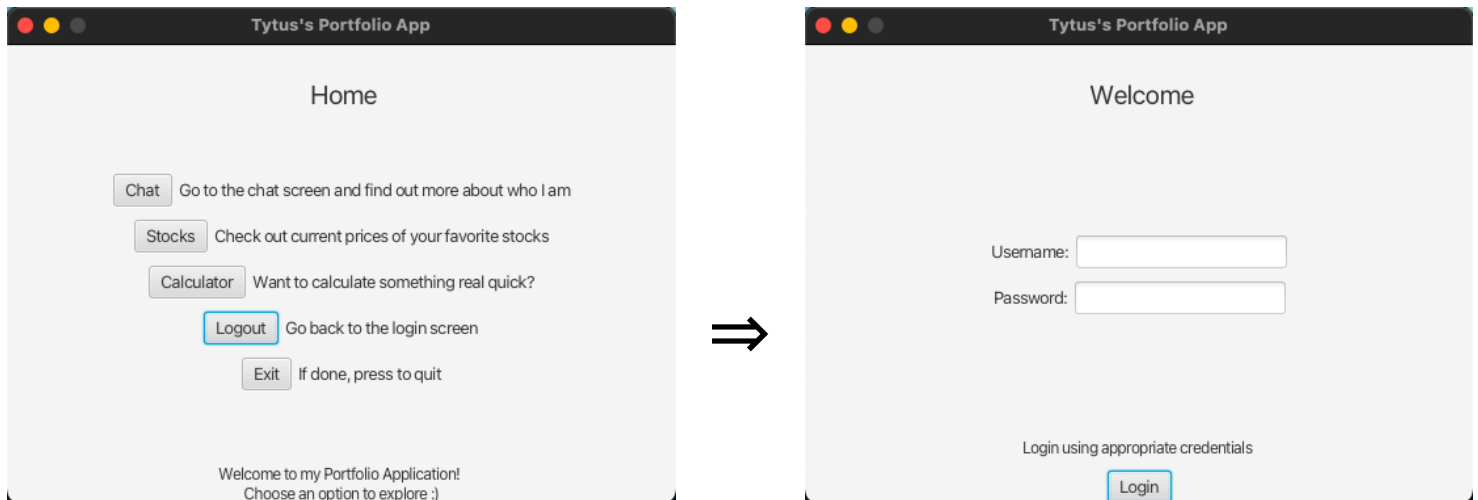 Tytus's Portfolio App
Home
Chat Go to the chat screen and find out more about who I am
Stocks Check out current prices of your favorite stocks
Calculator Want to calculate something real quick?
Logout Go back to the login screen
Exit If done, press to quit
Welcome to my Portfolio Application!
Choose an option to explore :)
⇒
Tytus's Portfolio App
Welcome
Username:
Password:
Login using appropriate credentials
Login